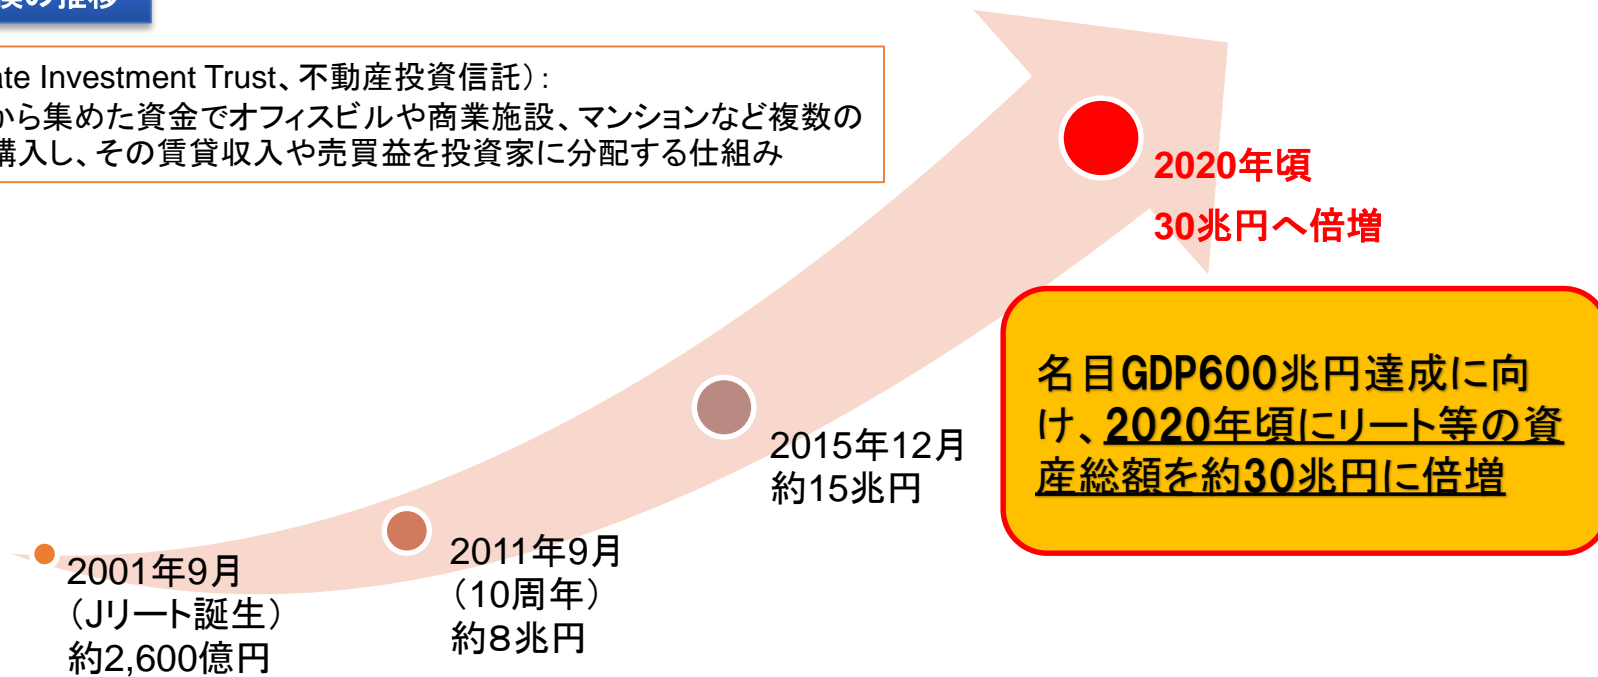 の推移
ate Investment Trust、不動産投資信託）：
から集めた資金でオフィスビルや商業施設、マンションなど複数の
購入し、その賃貸収入や売買益を投資家に分配する仕組み
2020年頃
30兆円へ倍増
名目GDP600兆円達成に向
け、2020年頃にリート等の資
産総額を約30兆円に倍増
2015年12月
約15兆円
2011年9月
（10周年）
約８兆円
2001年9月
（Jリート誕生）
約2,600億円